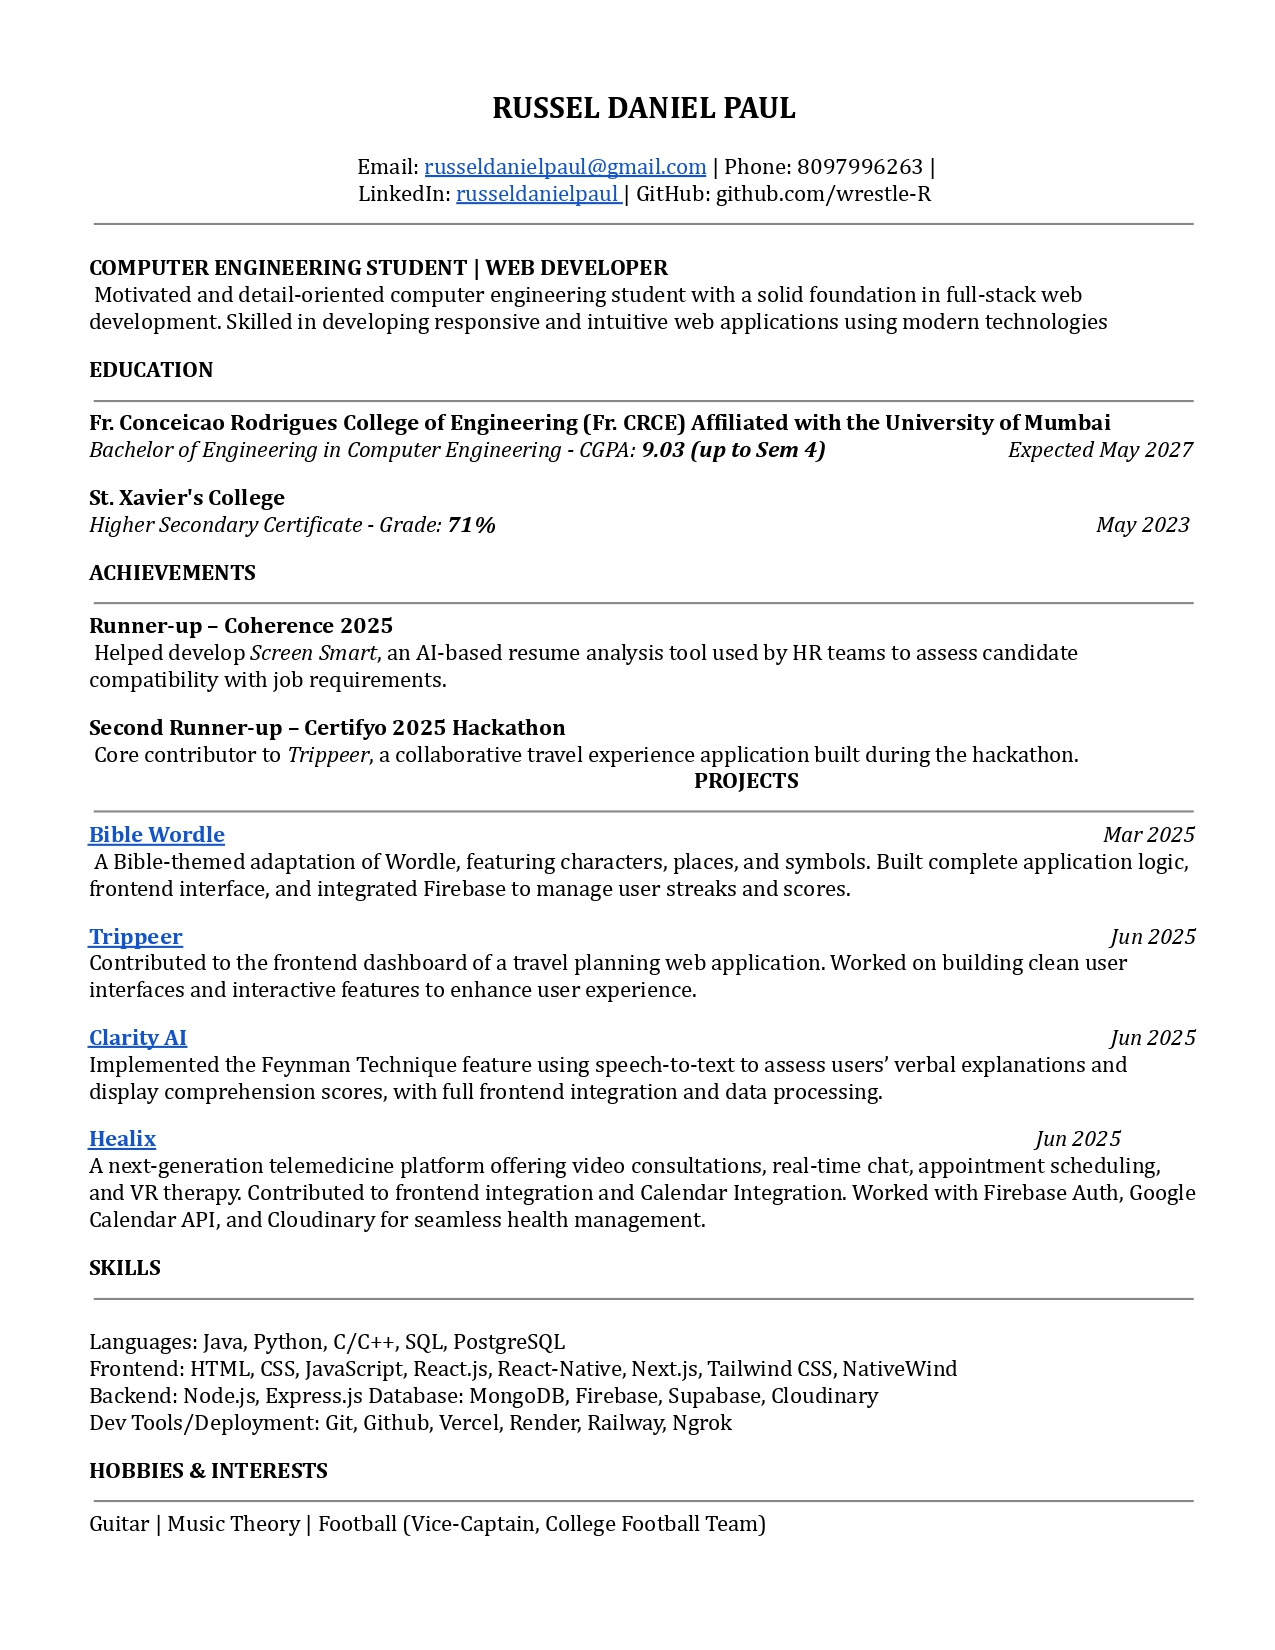 RUSSEL DANIEL PAUL
Email: russeldanielpaul@gmail.com | Phone: 8097996263 |
LinkedIn: russeldanielpaul | GitHub: github.com/wrestle-R
COMPUTER ENGINEERING STUDENT | WEB DEVELOPER
Motivated and detail-oriented computer engineering student with a solid foundation in full-stack web
development. Skilled in developing responsive and intuitive web applications using modern technologies
EDUCATION
Fr. Conceicao Rodrigues College of Engineering (Fr. CRCE) Affiliated with the University of Mumbai
Bachelor of Engineering in Computer Engineering - CGPA: 9.03 (up to Sem 4) Expected May 2027
St. Xavier's College
Higher Secondary Certificate - Grade: 71% May 2023
ACHIEVEMENTS
Runner-up – Coherence 2025
Helped develop Screen Smart, an AI-based resume analysis tool used by HR teams to assess candidate
compatibility with job requirements.
Second Runner-up – Certifyo 2025 Hackathon
Core contributor to Trippeer, a collaborative travel experience application built during the hackathon.
PROJECTS
Bible Wordle Mar 2025
A Bible-themed adaptation of Wordle, featuring characters, places, and symbols. Built complete application logic,
frontend interface, and integrated Firebase to manage user streaks and scores.
Trippeer Jun 2025
Contributed to the frontend dashboard of a travel planning web application. Worked on building clean user
interfaces and interactive features to enhance user experience.
Clarity AI Jun 2025
Implemented the Feynman Technique feature using speech-to-text to assess users’ verbal explanations and
display comprehension scores, with full frontend integration and data processing.
Healix Jun 2025
A next-generation telemedicine platform offering video consultations, real-time chat, appointment scheduling,
and VR therapy. Contributed to frontend integration and Calendar Integration. Worked with Firebase Auth, Google
Calendar API, and Cloudinary for seamless health management.
SKILLS
Languages: Java, Python, C/C++, SQL, PostgreSQL
Frontend: HTML, CSS, JavaScript, React.js, React-Native, Next.js, Tailwind CSS, NativeWind
Backend: Node.js, Express.js Database: MongoDB, Firebase, Supabase, Cloudinary
Dev Tools/Deployment: Git, Github, Vercel, Render, Railway, Ngrok
HOBBIES & INTERESTS
Guitar | Music Theory | Football (Vice-Captain, College Football Team)